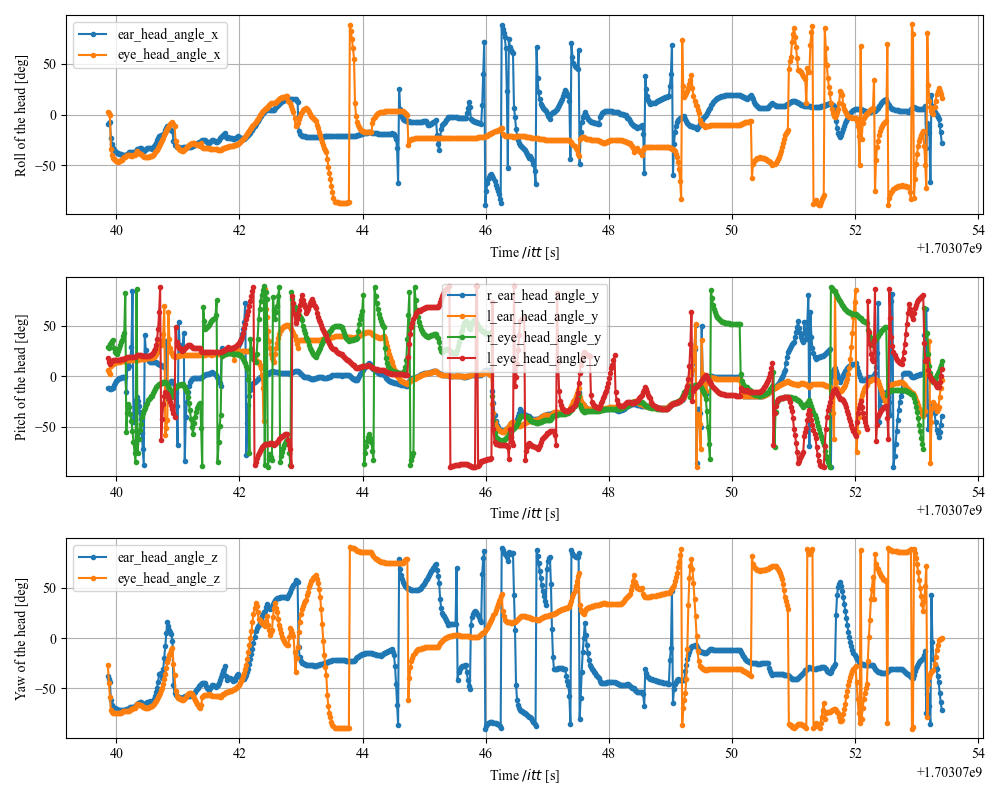 ear_head_angle_x
eye_head_angle_x
Roll of the head [deg]
50
0
−50
40 42 44 46 48 50 52 54
Time /itt [s]
+1.70307e9
r_ear_head_angle_y
l_ear_head_angle_y
r_eye_head_angle_y
l_eye_head_angle_y
Pitch of the head [deg]
50
0
−50
40 42 44 46 48 50 52 54
Time /itt [s]
+1.70307e9
ear_head_angle_z
eye_head_angle_z
Yaw of the head [deg]
50
0
−50
40 42 44 46 48 50 52 54
Time /itt [s]
+1.70307e9